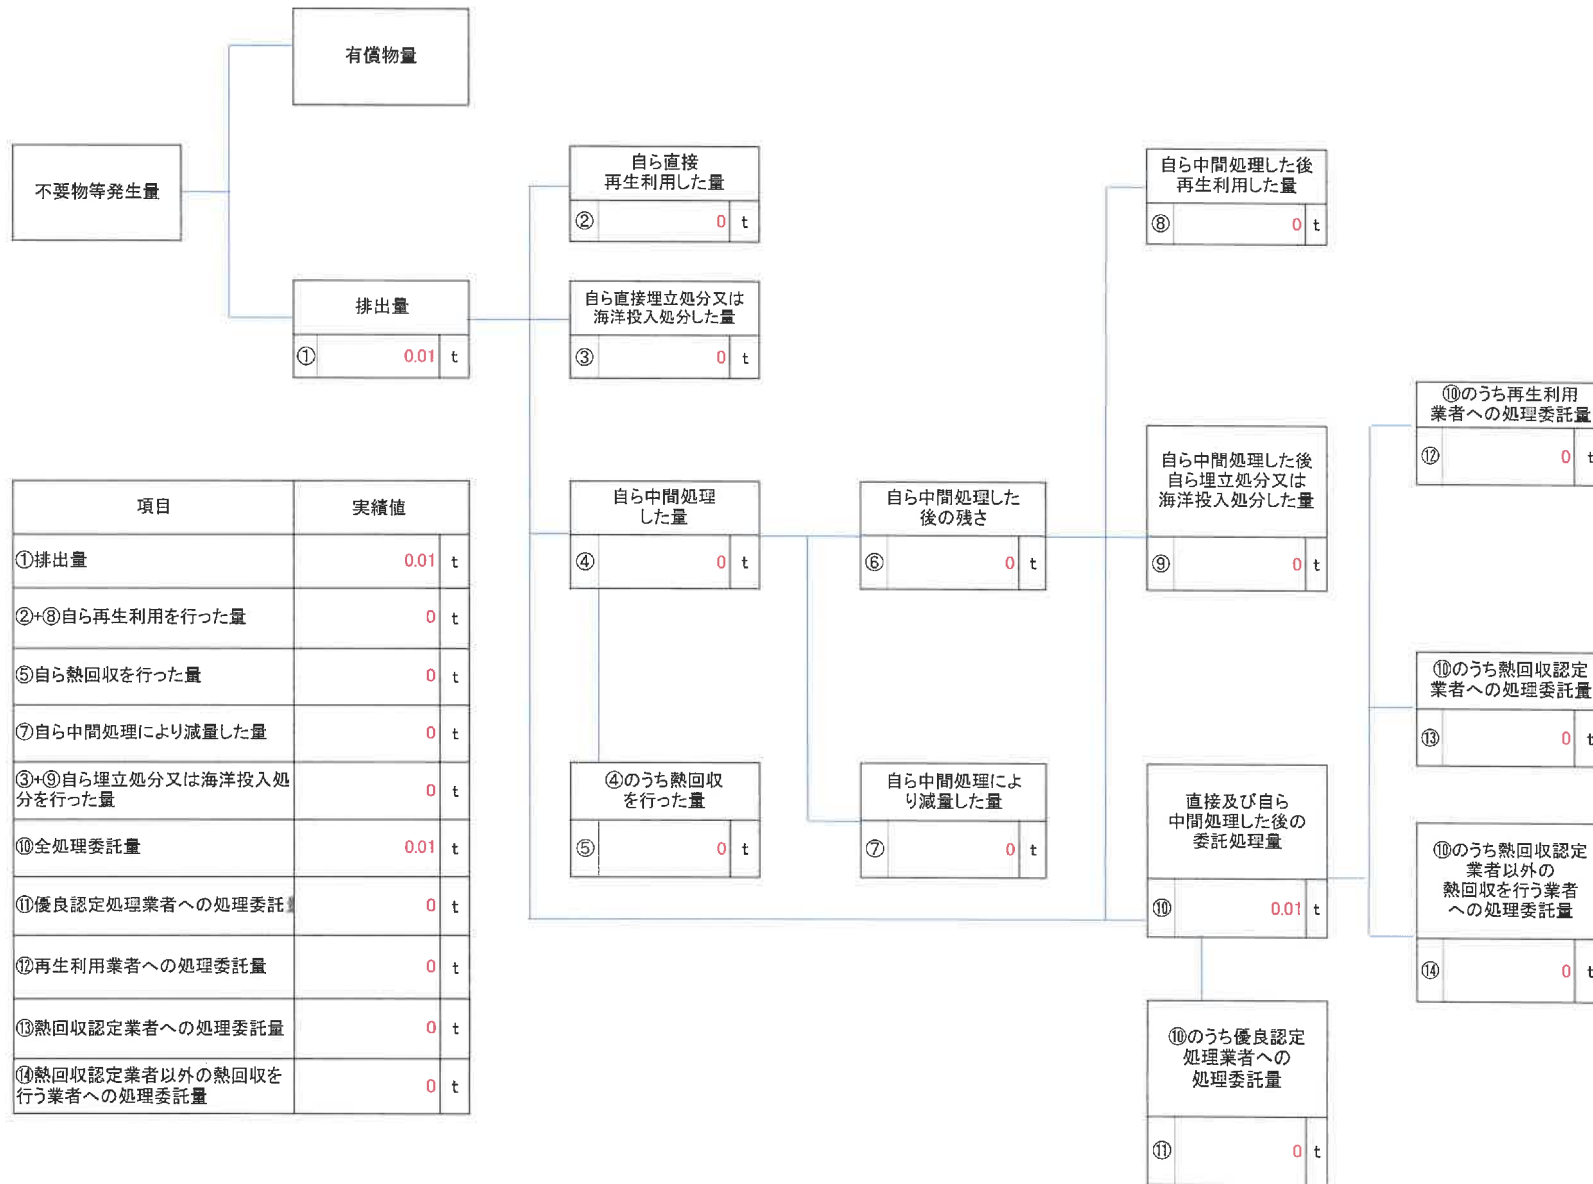 有償物量
不要物等発生量
排出量
① 0.01 t
自ら直接
再生利用した量
② 0 t
自ら直接埋立処分又は
海洋投入処分した量
③ 0 t
自ら中間処理
した量
④ 0 t
④のうち熱回収
を行った量
⑤ 0 t
自ら中間処理した
後の残さ
⑥ 0 t
自ら中間処理によ
り減量した量
⑦ 0 t
自ら中間処理した後
再生利用した量
⑧ 0 t
自ら中間処理した後
自ら埋立処分又は
海洋投入処分した量
⑨ 0 t
直接及び自ら
中間処理した後の
委託処理量
⑩ 0.01 t
⑩のうち優良認定
処理業者への
処理委託量
⑪ 0 t
⑩のうち再生利用
業者への処理委託量
⑫ 0 t
⑩のうち熱回収認定
業者への処理委託量
⑬ 0 t
⑩のうち熱回収認定
業者以外の
熱回収を行う業者
への処理委託量
⑭ 0 t
項目 実績値
①排出量 0.01 t
②+⑧自ら再生利用を行った量 0 t
⑤自ら熱回収を行った量 0 t
⑦自ら中間処理により減量した量 0 t
③+⑨自ら埋立処分又は海洋投入処
分を行った量 0 t
⑩全処理委託量 0.01 t
⑪優良認定処理業者への処理委託 0 t
⑫再生利用業者への処理委託量 0 t
⑬熱回収認定業者への処理委託量 0 t
⑭熱回収認定業者以外の熱回収を
行う業者への処理委託量 0 t